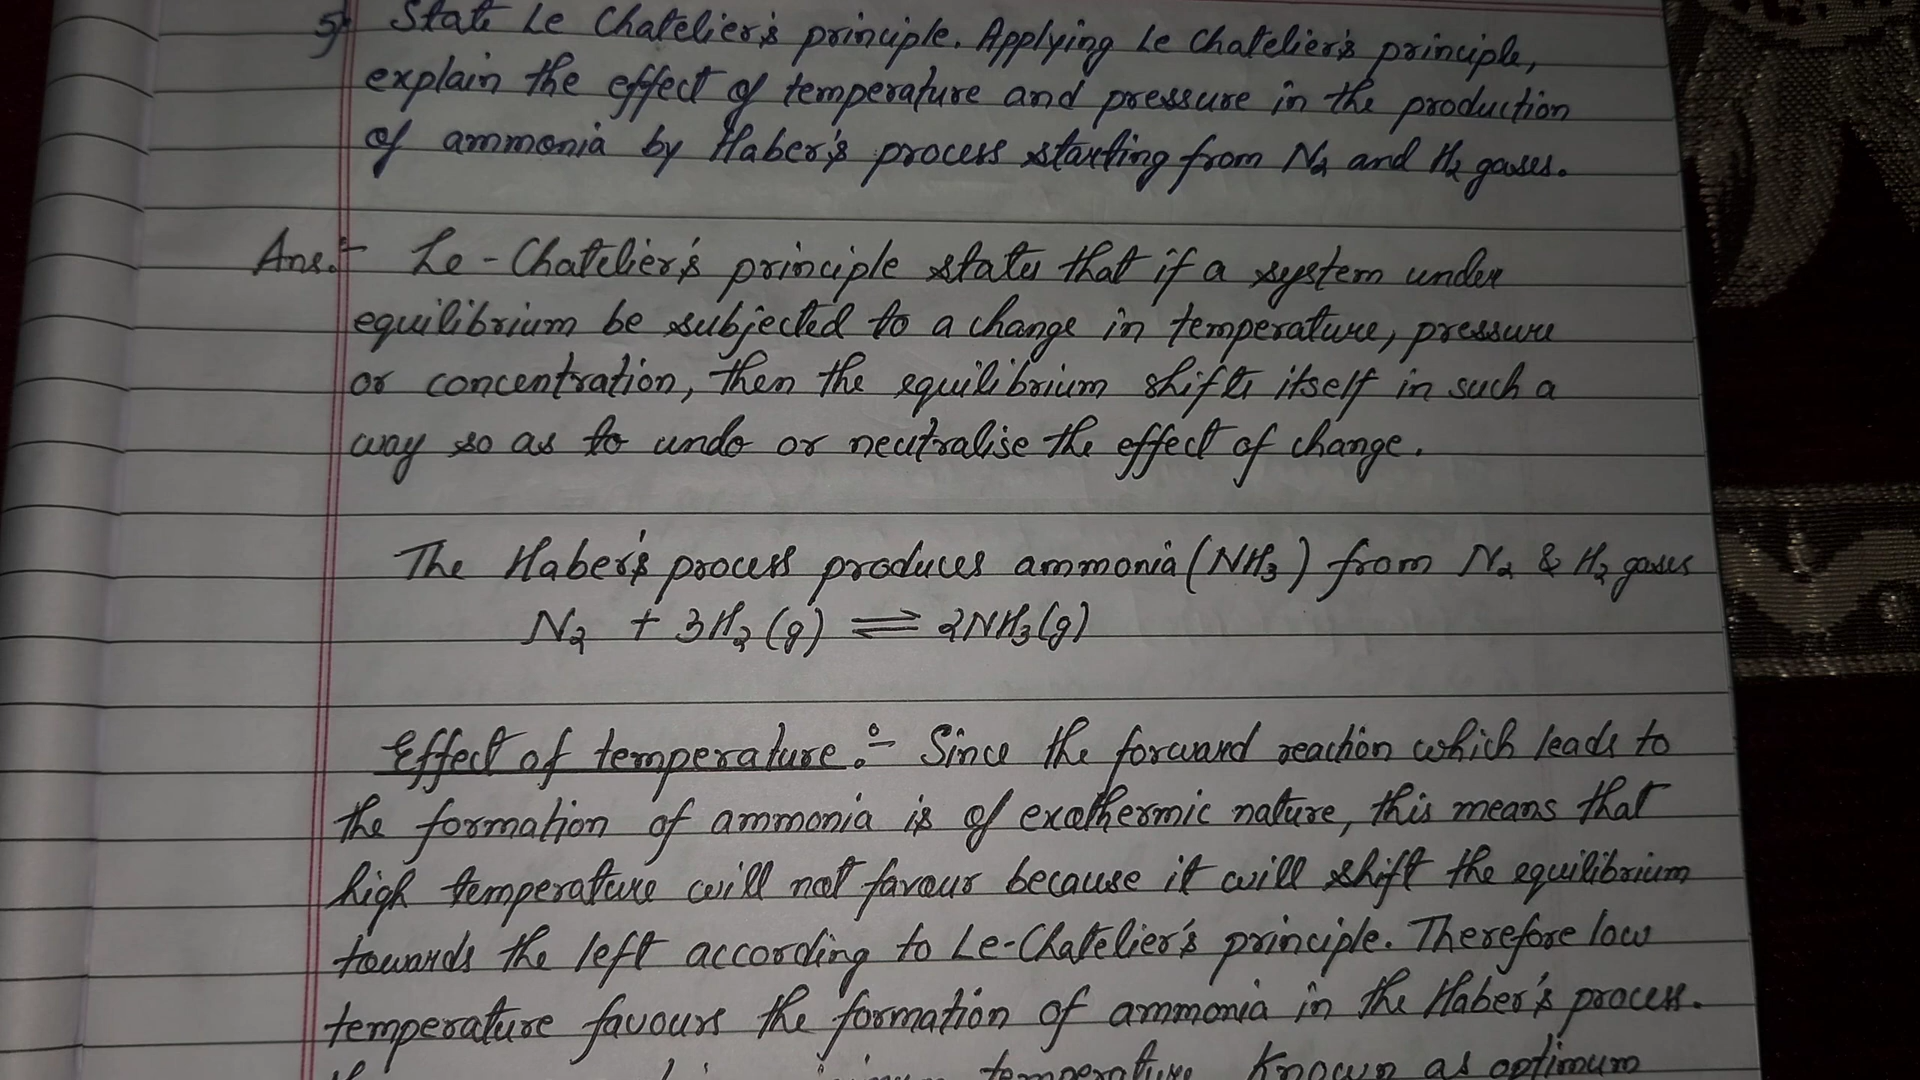 5) State Le Chatelier's principle. Applying Le Chatelier's principle,
explain the effect of temperature and pressure in the production
of ammonia by Haber's process starting from N2 and H2 gases.
Ans.:- Le-Chatelier's principle states that if a system under
equilibrium be subjected to a change in temperature, pressure
or concentration, then the equilibrium shifts itself in such a
way so as to undo or neutralise the effect of change.
The Haber's process produces ammonia (NH3) from N2 & H2 gases
N2 + 3H2(g) ⇌ 2NH3(g)
Effect of temperature :- Since the forward reaction which leads to
the formation of ammonia is of exothermic nature, this means that
high temperature will not favour because it will shift the equilibrium
towards the left according to Le-Chatelier's principle. Therefore low
temperature favours the formation of ammonia in the Haber's process.
temperature known as optimum